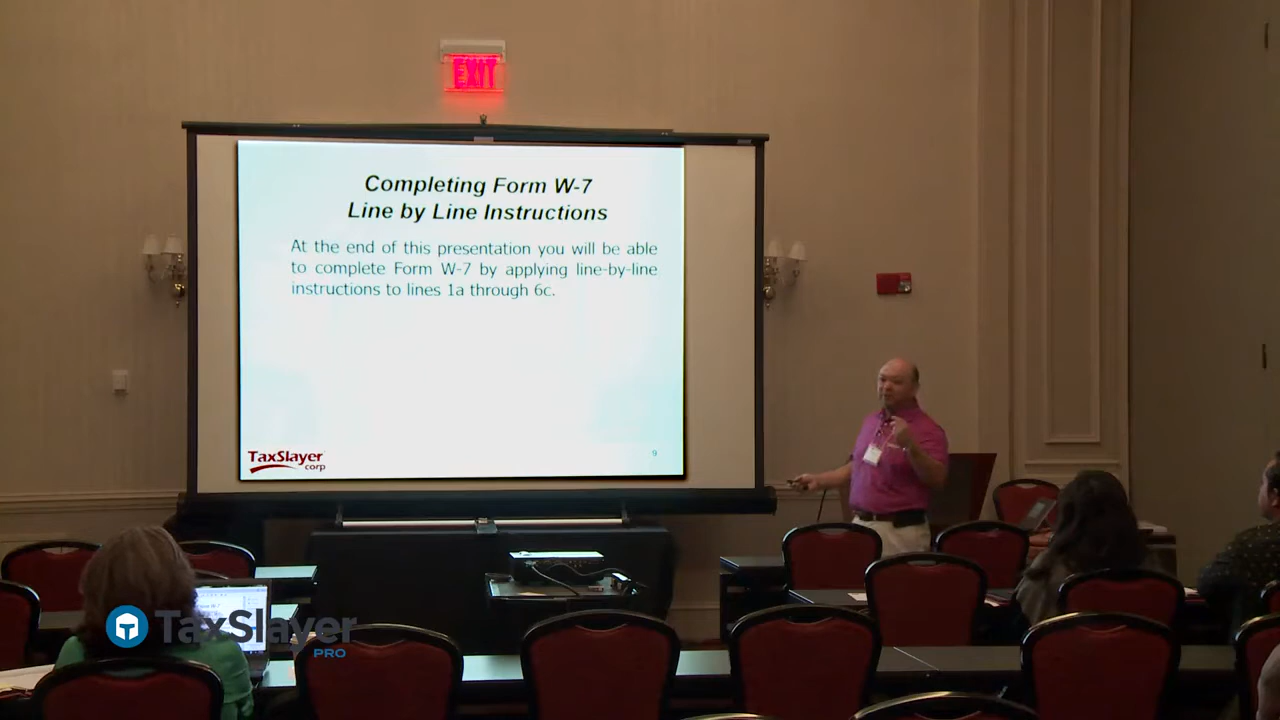 EXIT
Completing Form W-7
Line by Line Instructions
At the end of this presentation you will be able
to complete Form W-7 by applying line-by-line
instructions to lines 1a through 6c.
TaxSlayer
corp
9
TaxSlayer
PRO